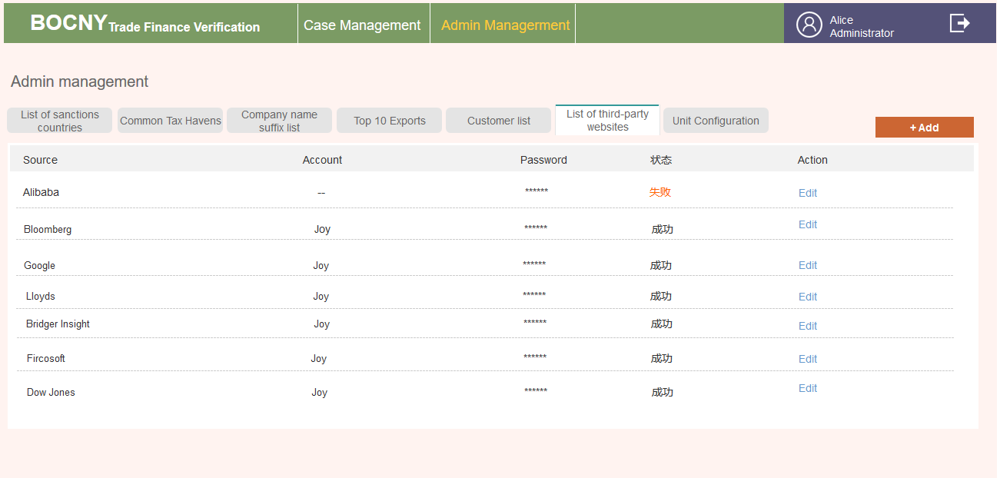 BOCNY Trade Finance Verification Case Management Admin Managerment Alice
Administrator
Admin management
List of sanctions countries
Common Tax Havens
Company name suffix list
Top 10 Exports
Customer list
List of third-party websites
Unit Configuration
+ Add
Source Account Password 状态 Action
Alibaba -- ****** 失败 Edit
Bloomberg Joy ****** 成功 Edit
Google Joy ****** 成功 Edit
Lloyds Joy ****** 成功 Edit
Bridger Insight Joy ****** 成功 Edit
Fircosoft Joy ****** 成功 Edit
Dow Jones Joy ****** 成功 Edit